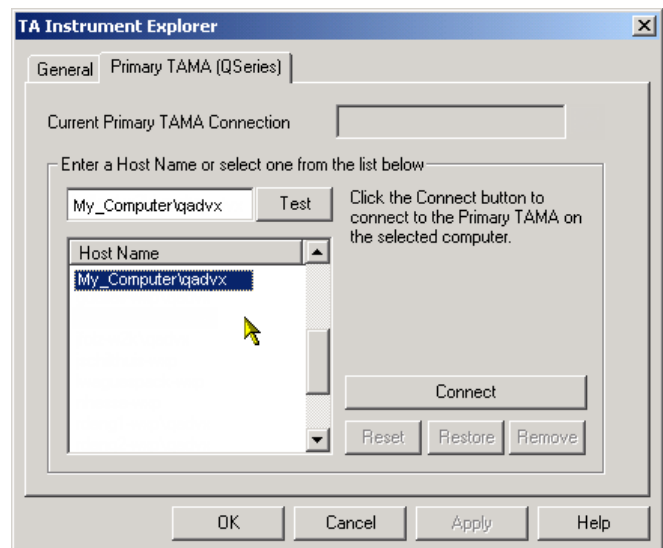 TA Instrument Explorer
General
Primary TAMA (QSeries)
Current Primary TAMA Connection
Enter a Host Name or select one from the list below
My_Computer\qadvx
Test
Click the Connect button to
connect to the Primary TAMA on
the selected computer.
Host Name
My_Computer\qadvx
Connect
Reset
Restore
Remove
OK
Cancel
Apply
Help